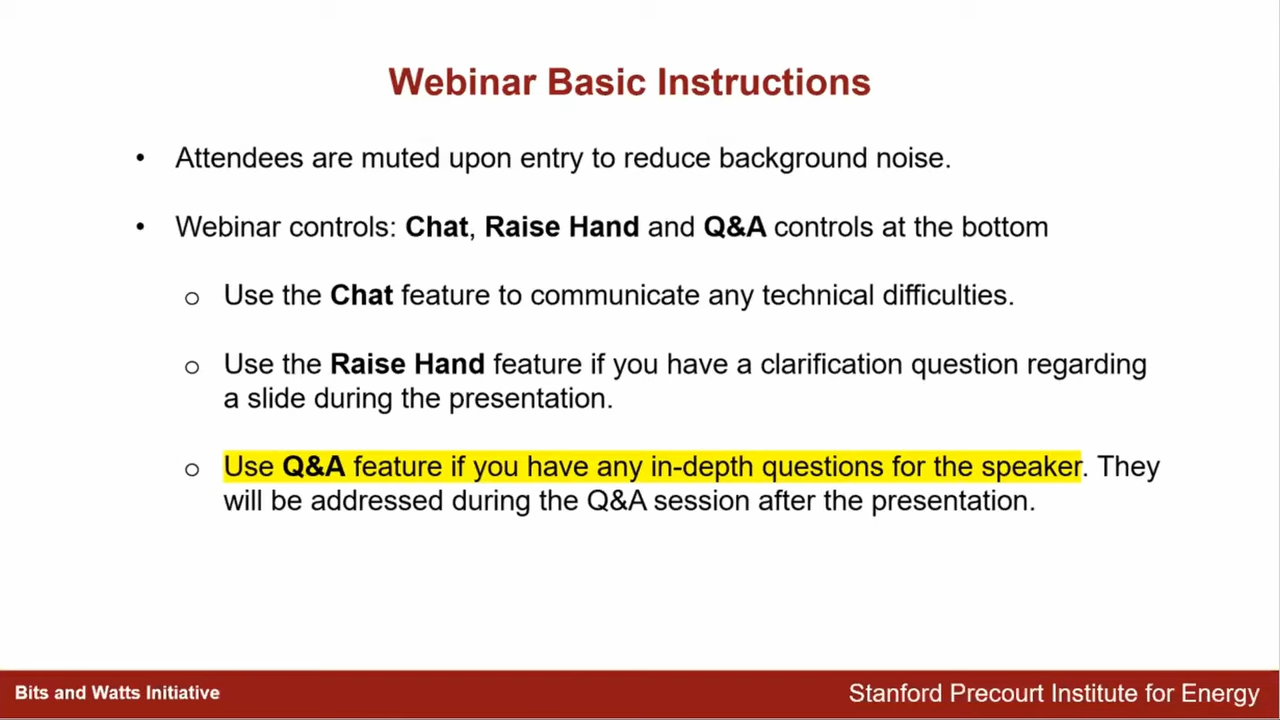 Webinar Basic Instructions
• Attendees are muted upon entry to reduce background noise.
• Webinar controls: Chat, Raise Hand and Q&A controls at the bottom
o Use the Chat feature to communicate any technical difficulties.
o Use the Raise Hand feature if you have a clarification question regarding
a slide during the presentation.
o Use Q&A feature if you have any in-depth questions for the speaker. They
will be addressed during the Q&A session after the presentation.
Bits and Watts Initiative
Stanford Precourt Institute for Energy